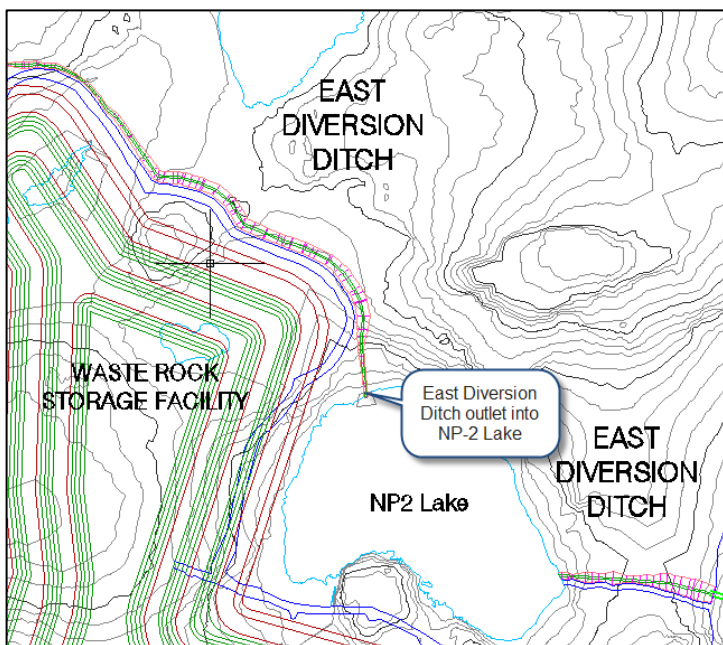 EAST
DIVERSION
DITCH
WASTE ROCK
STORAGE FACILITY
East Diversion
Ditch outlet into
NP-2 Lake
EAST
DIVERSION
DITCH
NP2 Lake